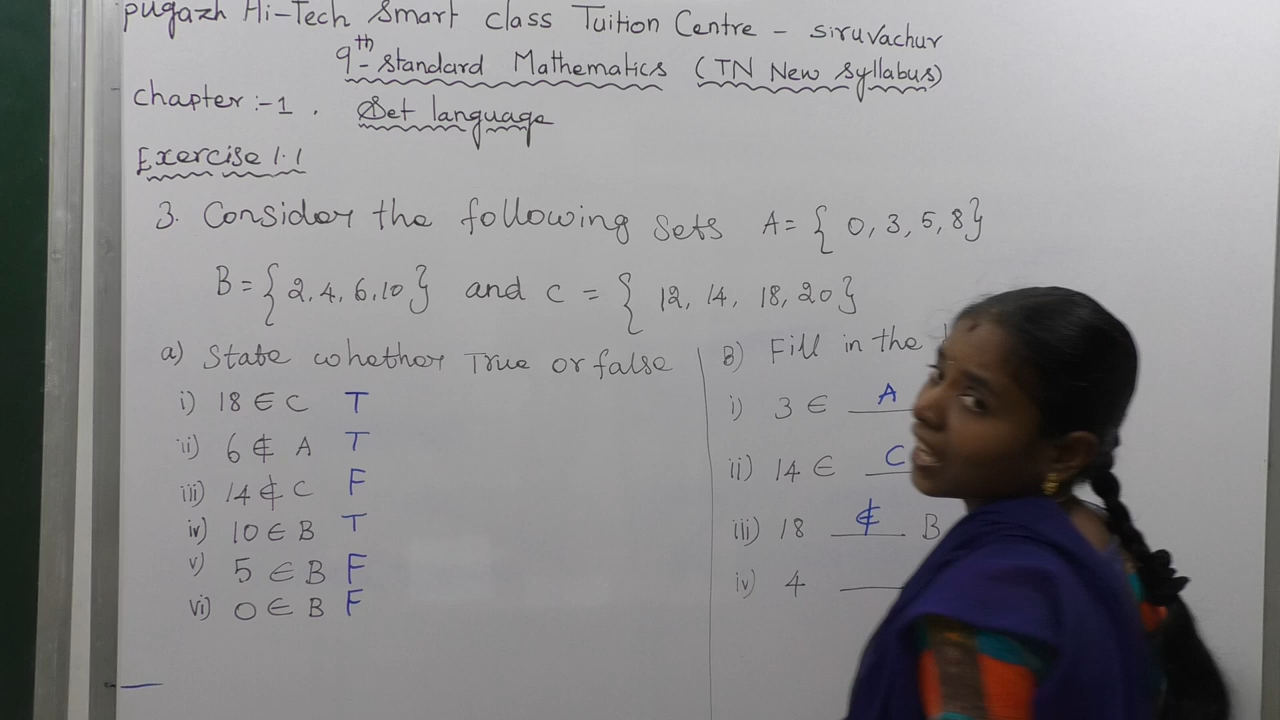 pugazh Hi-Tech Smart class Tuition Centre - siruvachur
9th standard Mathematics (TN New Syllabus)
chapter :- 1 . Set language
Exercise 1.1
3. Consider the following sets A = { 0, 3, 5, 8}
B = { 2, 4, 6, 10} and c = { 12, 14, 18, 20}
a) State whether True or false
i) 18 ∈ C T
ii) 6 ∉ A T
iii) 14 ∉ C F
iv) 10 ∈ B T
v) 5 ∈ B F
vi) 0 ∈ B F
B) Fill in the
i) 3 ∈ A
ii) 14 ∈ C
iii) 18 ∉ B
iv) 4 ___